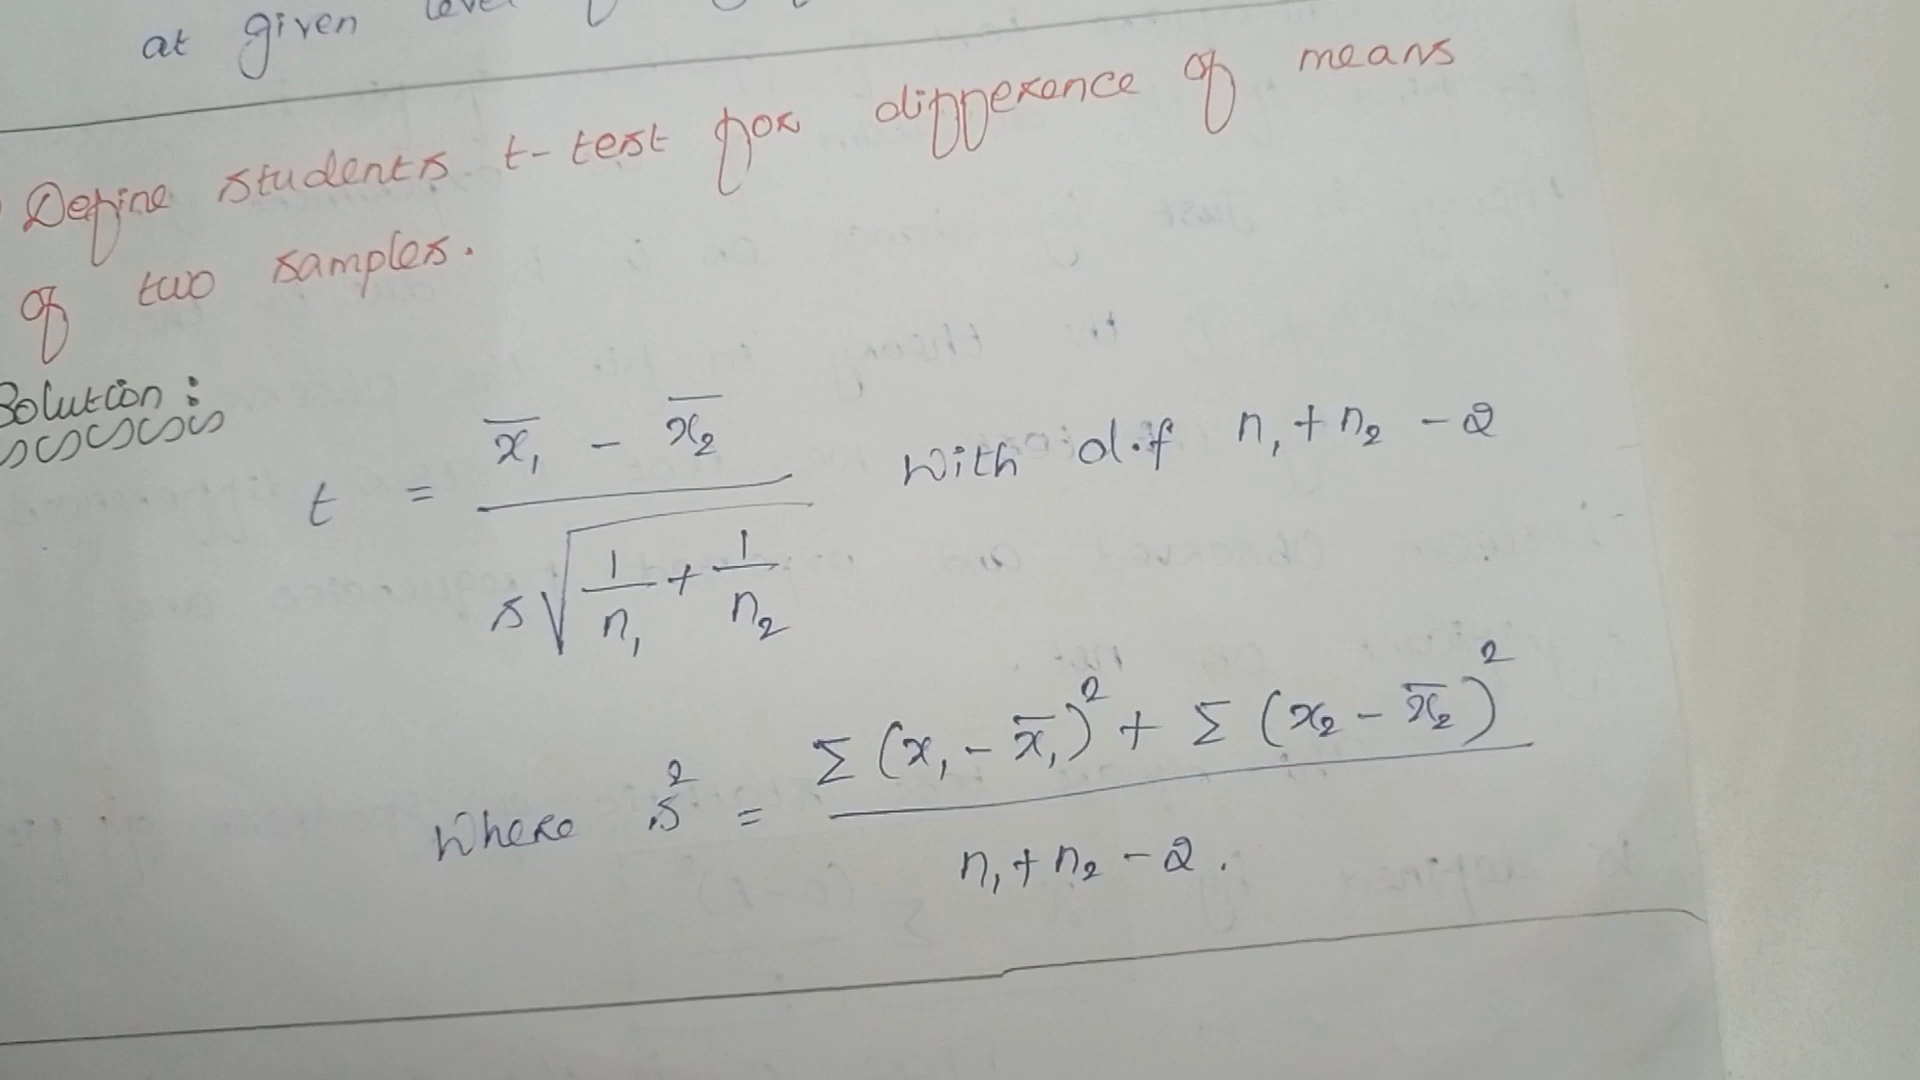 at given level
Define students t-test for difference of means
of two samples.
Solution:
t = (x̄₁ - x̄₂) / (s√(1/n₁ + 1/n₂)) with d.f n₁ + n₂ - 2
where s² = (Σ(x₁ - x̄₁)² + Σ(x₂ - x̄₂)²) / (n₁ + n₂ - 2).